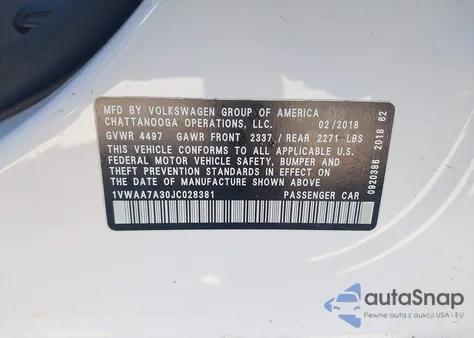 MFD BY VOLKSWAGEN GROUP OF AMERICA
CHATTANOOGA OPERATIONS, LLC. 02/2018
GVWR 4497 GAWR FRONT 2337 / REAR 2271 LBS
THIS VEHICLE CONFORMS TO ALL APPLICABLE U.S.
FEDERAL MOTOR VEHICLE SAFETY, BUMPER AND
THEFT PREVENTION STANDARDS IN EFFECT ON THE
DATE OF MANUFACTURE SHOWN ABOVE.
1VWAA7A30JC028381 PASSENGER CAR
0920386 2018 62
autoSnap
Pewne auta z aukcji USA i EU